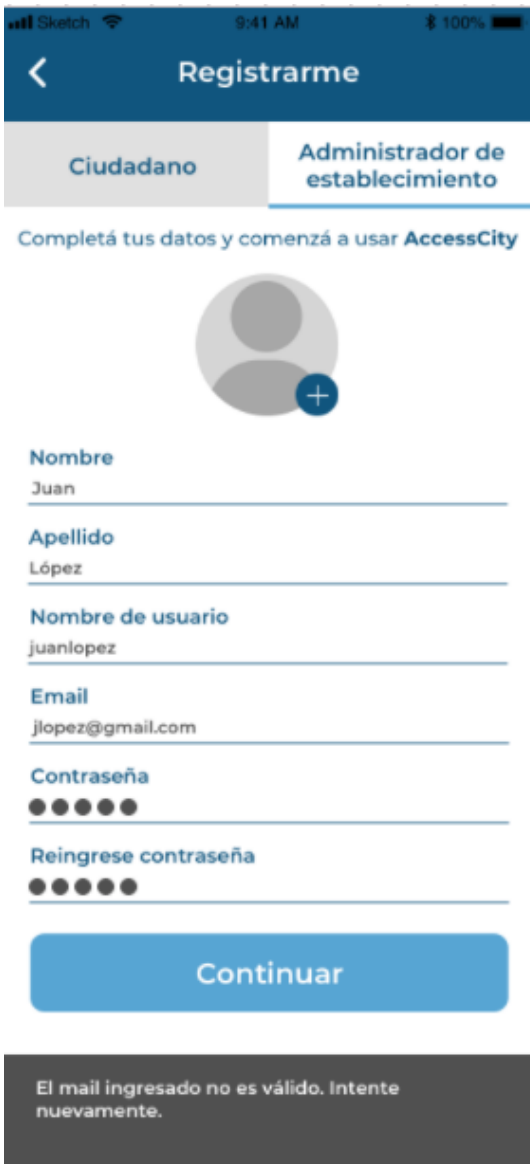 Sketch 9:41 AM 100%
Registrarme
Ciudadano
Administrador de
establecimiento
Completá tus datos y comenzá a usar AccessCity
Nombre
Juan
Apellido
López
Nombre de usuario
juanlopez
Email
jlopez@gmail.com
Contraseña
Reingrese contraseña
Continuar
El mail ingresado no es válido. Intente
nuevamente.